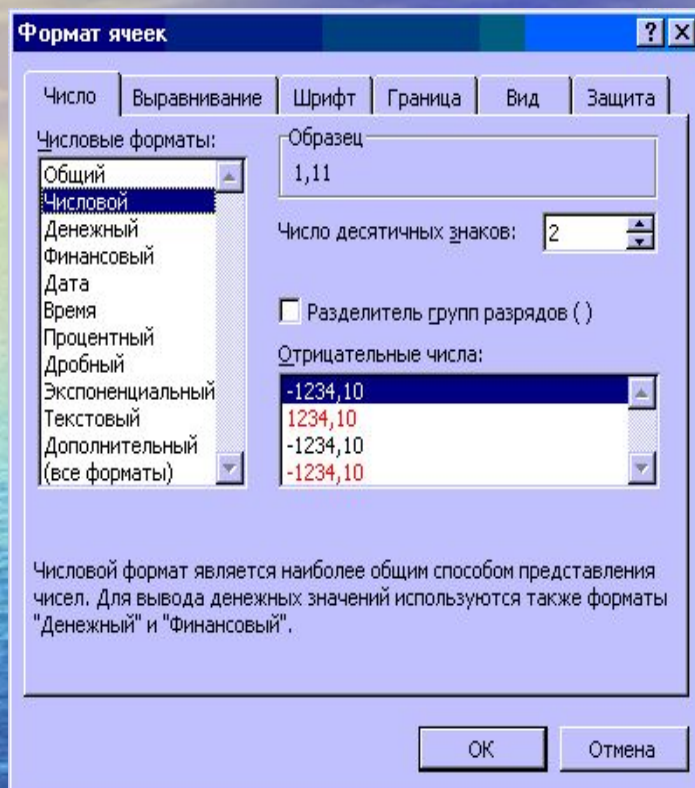 Формат ячеек
Число Выравнивание Шрифт Граница Вид Защита
Числовые форматы:
Общий
Числовой
Денежный
Финансовый
Дата
Время
Процентный
Дробный
Экспоненциальный
Текстовый
Дополнительный
(все форматы)
Образец
1,11
Число десятичных знаков: 2
Разделитель групп разрядов ( )
Отрицательные числа:
-1234,10
1234,10
-1234,10
-1234,10
Числовой формат является наиболее общим способом представления
чисел. Для вывода денежных значений используются также форматы
"Денежный" и "Финансовый".
ОК Отмена